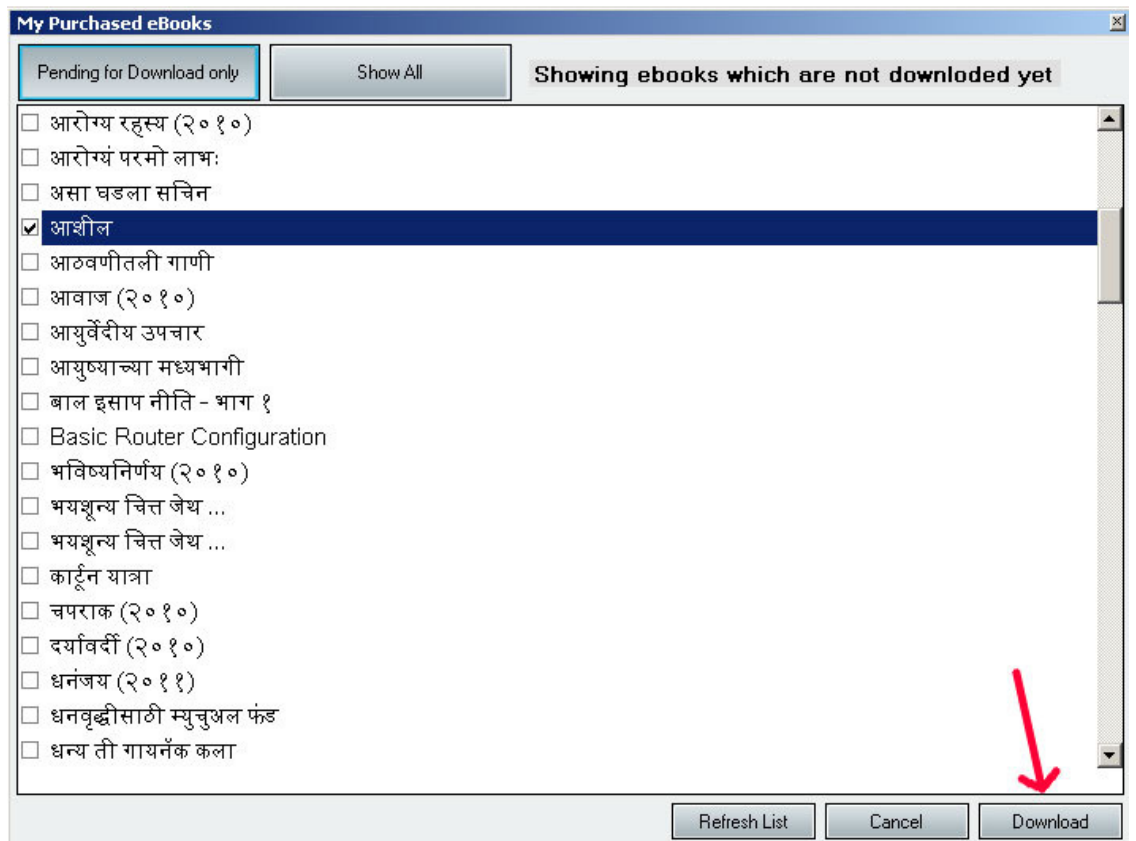 My Purchased eBooks
Pending for Download only
Show All
Showing ebooks which are not downloded yet
आरोग्य रहस्य (२०१०)
आरोग्यं परमो लाभः
असा घडला सचिन
आशील
आठवणीतली गाणी
आवाज (२०१०)
आयुर्वेदीय उपचार
आयुष्याच्या मध्यभागी
बाल इसाप नीति - भाग १
Basic Router Configuration
भविष्यनिर्णय (२०१०)
भयशून्य चित्त जेथ ...
भयशून्य चित्त जेथ ...
कार्टून यात्रा
चपराक (२०१०)
दर्यावर्दी (२०१०)
धनंजय (२०११)
धनवृद्धीसाठी म्युचुअल फंड
धन्य ती गायनॅक कला
Refresh List
Cancel
Download